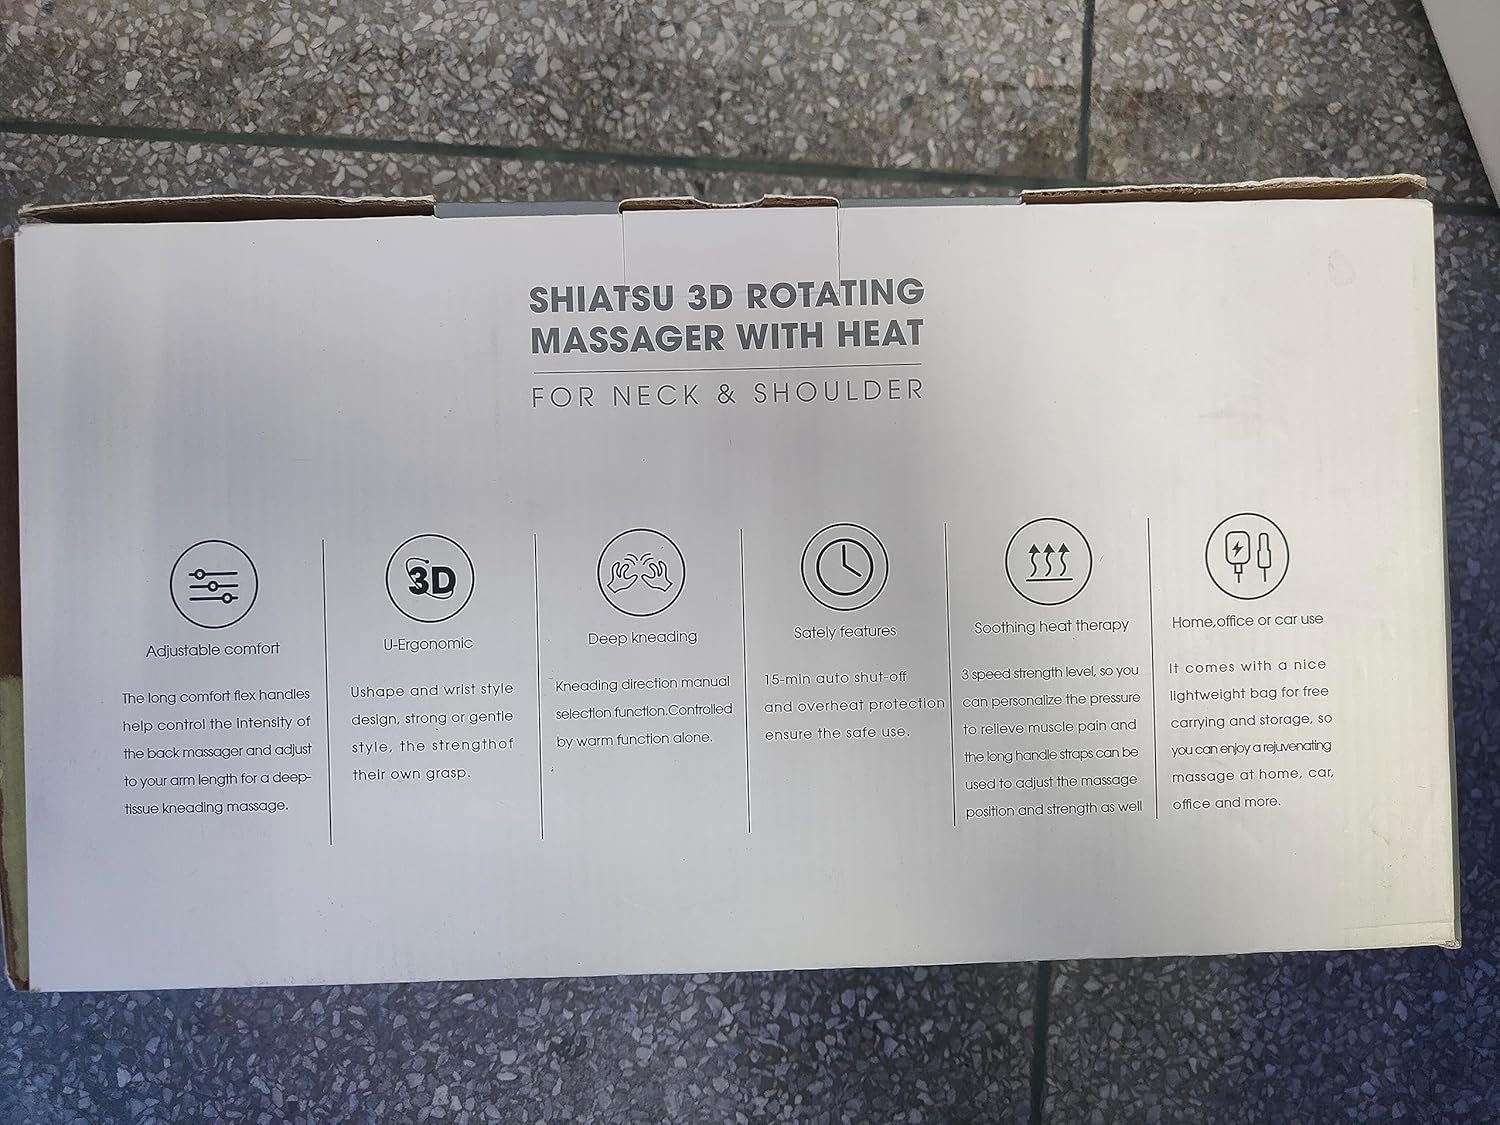 SHIATSU 3D ROTATING
MASSAGER WITH HEAT
FOR NECK & SHOULDER
Adjustable comfort
The long comfort flex handles
help control the intensity of
the back massager and adjust
to your arm length for a deep-
tissue kneading massage.
3D
U-Ergonomic
Ushape and wrist style
design, strong or gentle
style, the strengthof
their own grasp.
Deep kneading
Kneading direction manual
selection function.Controlled
by warm function alone.
Sately features
15-min auto shut-off
and overheat protection
ensure the safe use.
Soothing heat therapy
3 speed strength level, so you
can personalize the pressure
to relieve muscle pain and
the long handle straps can be
used to adjust the massage
position and strength as well
Home,office or car use
It comes with a nice
lightweight bag for free
carrying and storage, so
you can enjoy a rejuvenating
massage at home, car,
office and more.